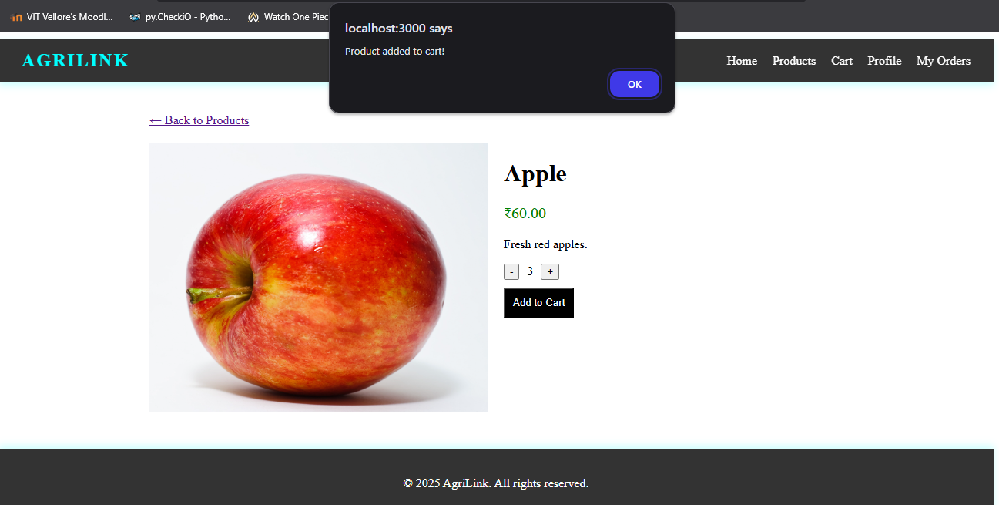 VIT Vellore's Moodl...
py.CheckiO - Pytho...
Watch One Piec
localhost:3000 says
Product added to cart!
OK
AGRILINK
Home
Products
Cart
Profile
My Orders
← Back to Products
Apple
₹60.00
Fresh red apples.
- 3 +
Add to Cart
© 2025 AgriLink. All rights reserved.